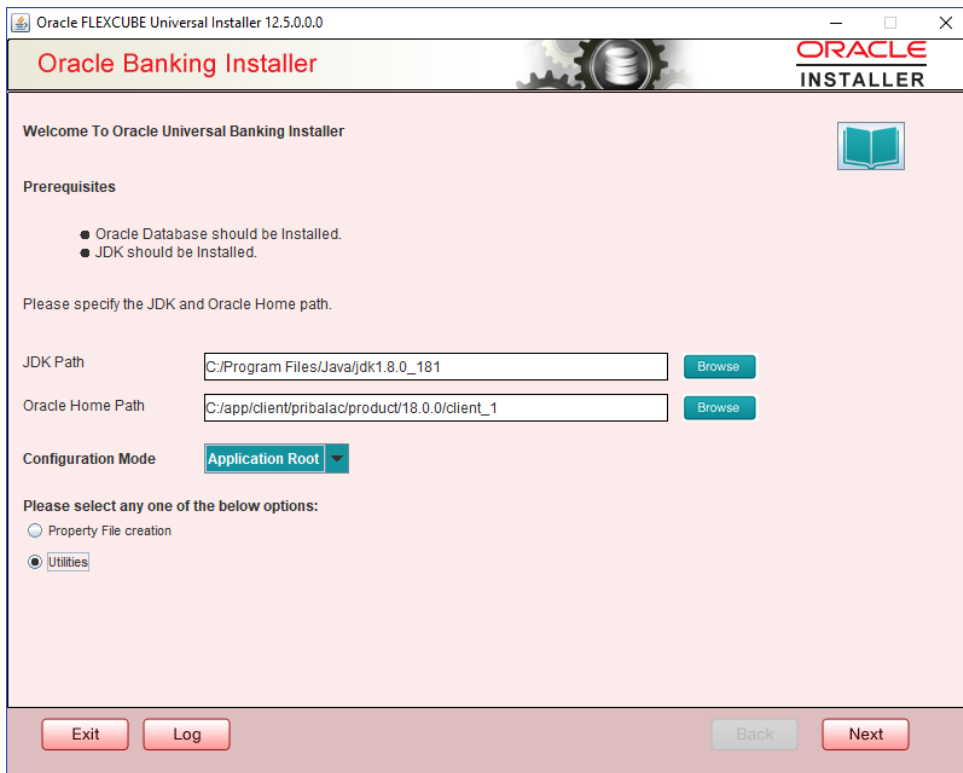 Oracle FLEXCUBE Universal Installer 12.5.0.0.0
Oracle Banking Installer
ORACLE
INSTALLER
Welcome To Oracle Universal Banking Installer
Prerequisites
Oracle Database should be Installed.
JDK should be Installed.
Please specify the JDK and Oracle Home path.
JDK Path
C:/Program Files/Java/jdk1.8.0_181
Browse
Oracle Home Path
C:/app/client/pribalac/product/18.0.0/client_1
Browse
Configuration Mode
Application Root
Please select any one of the below options:
Property File creation
Utilities
Exit
Log
Back
Next